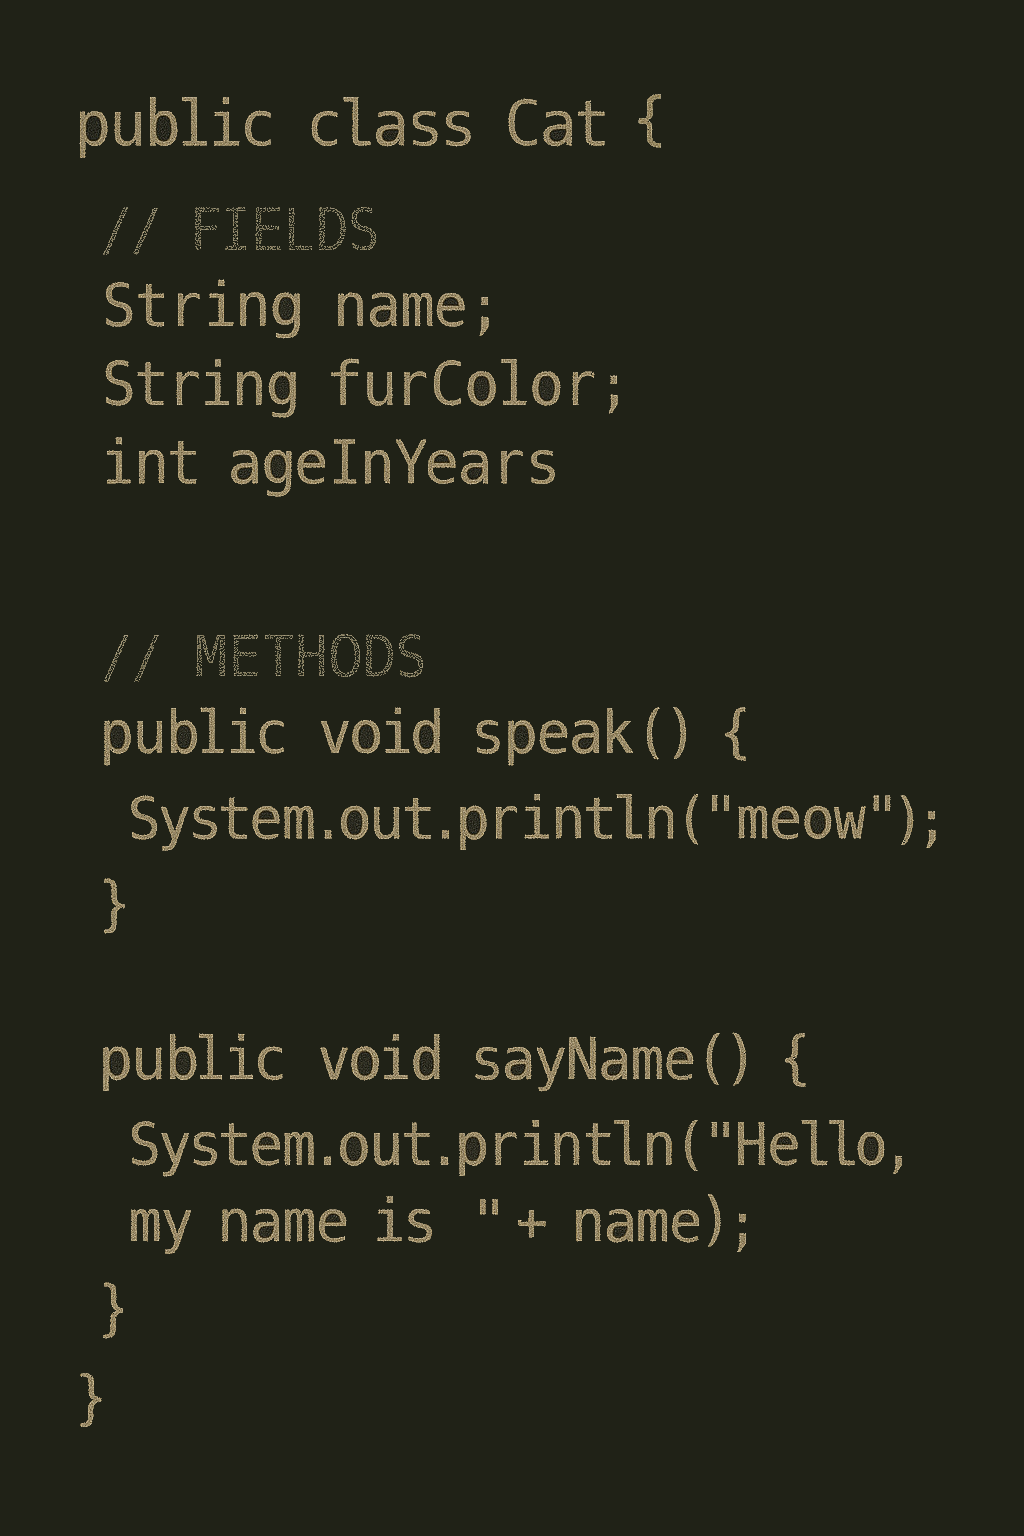 public class Cat {
// FIELDS
String name;
String furColor;
int ageInYears
// METHODS
public void speak() {
System.out.println("meow");
}
public void sayName() {
System.out.println("Hello,
my name is "+ name);
}
}